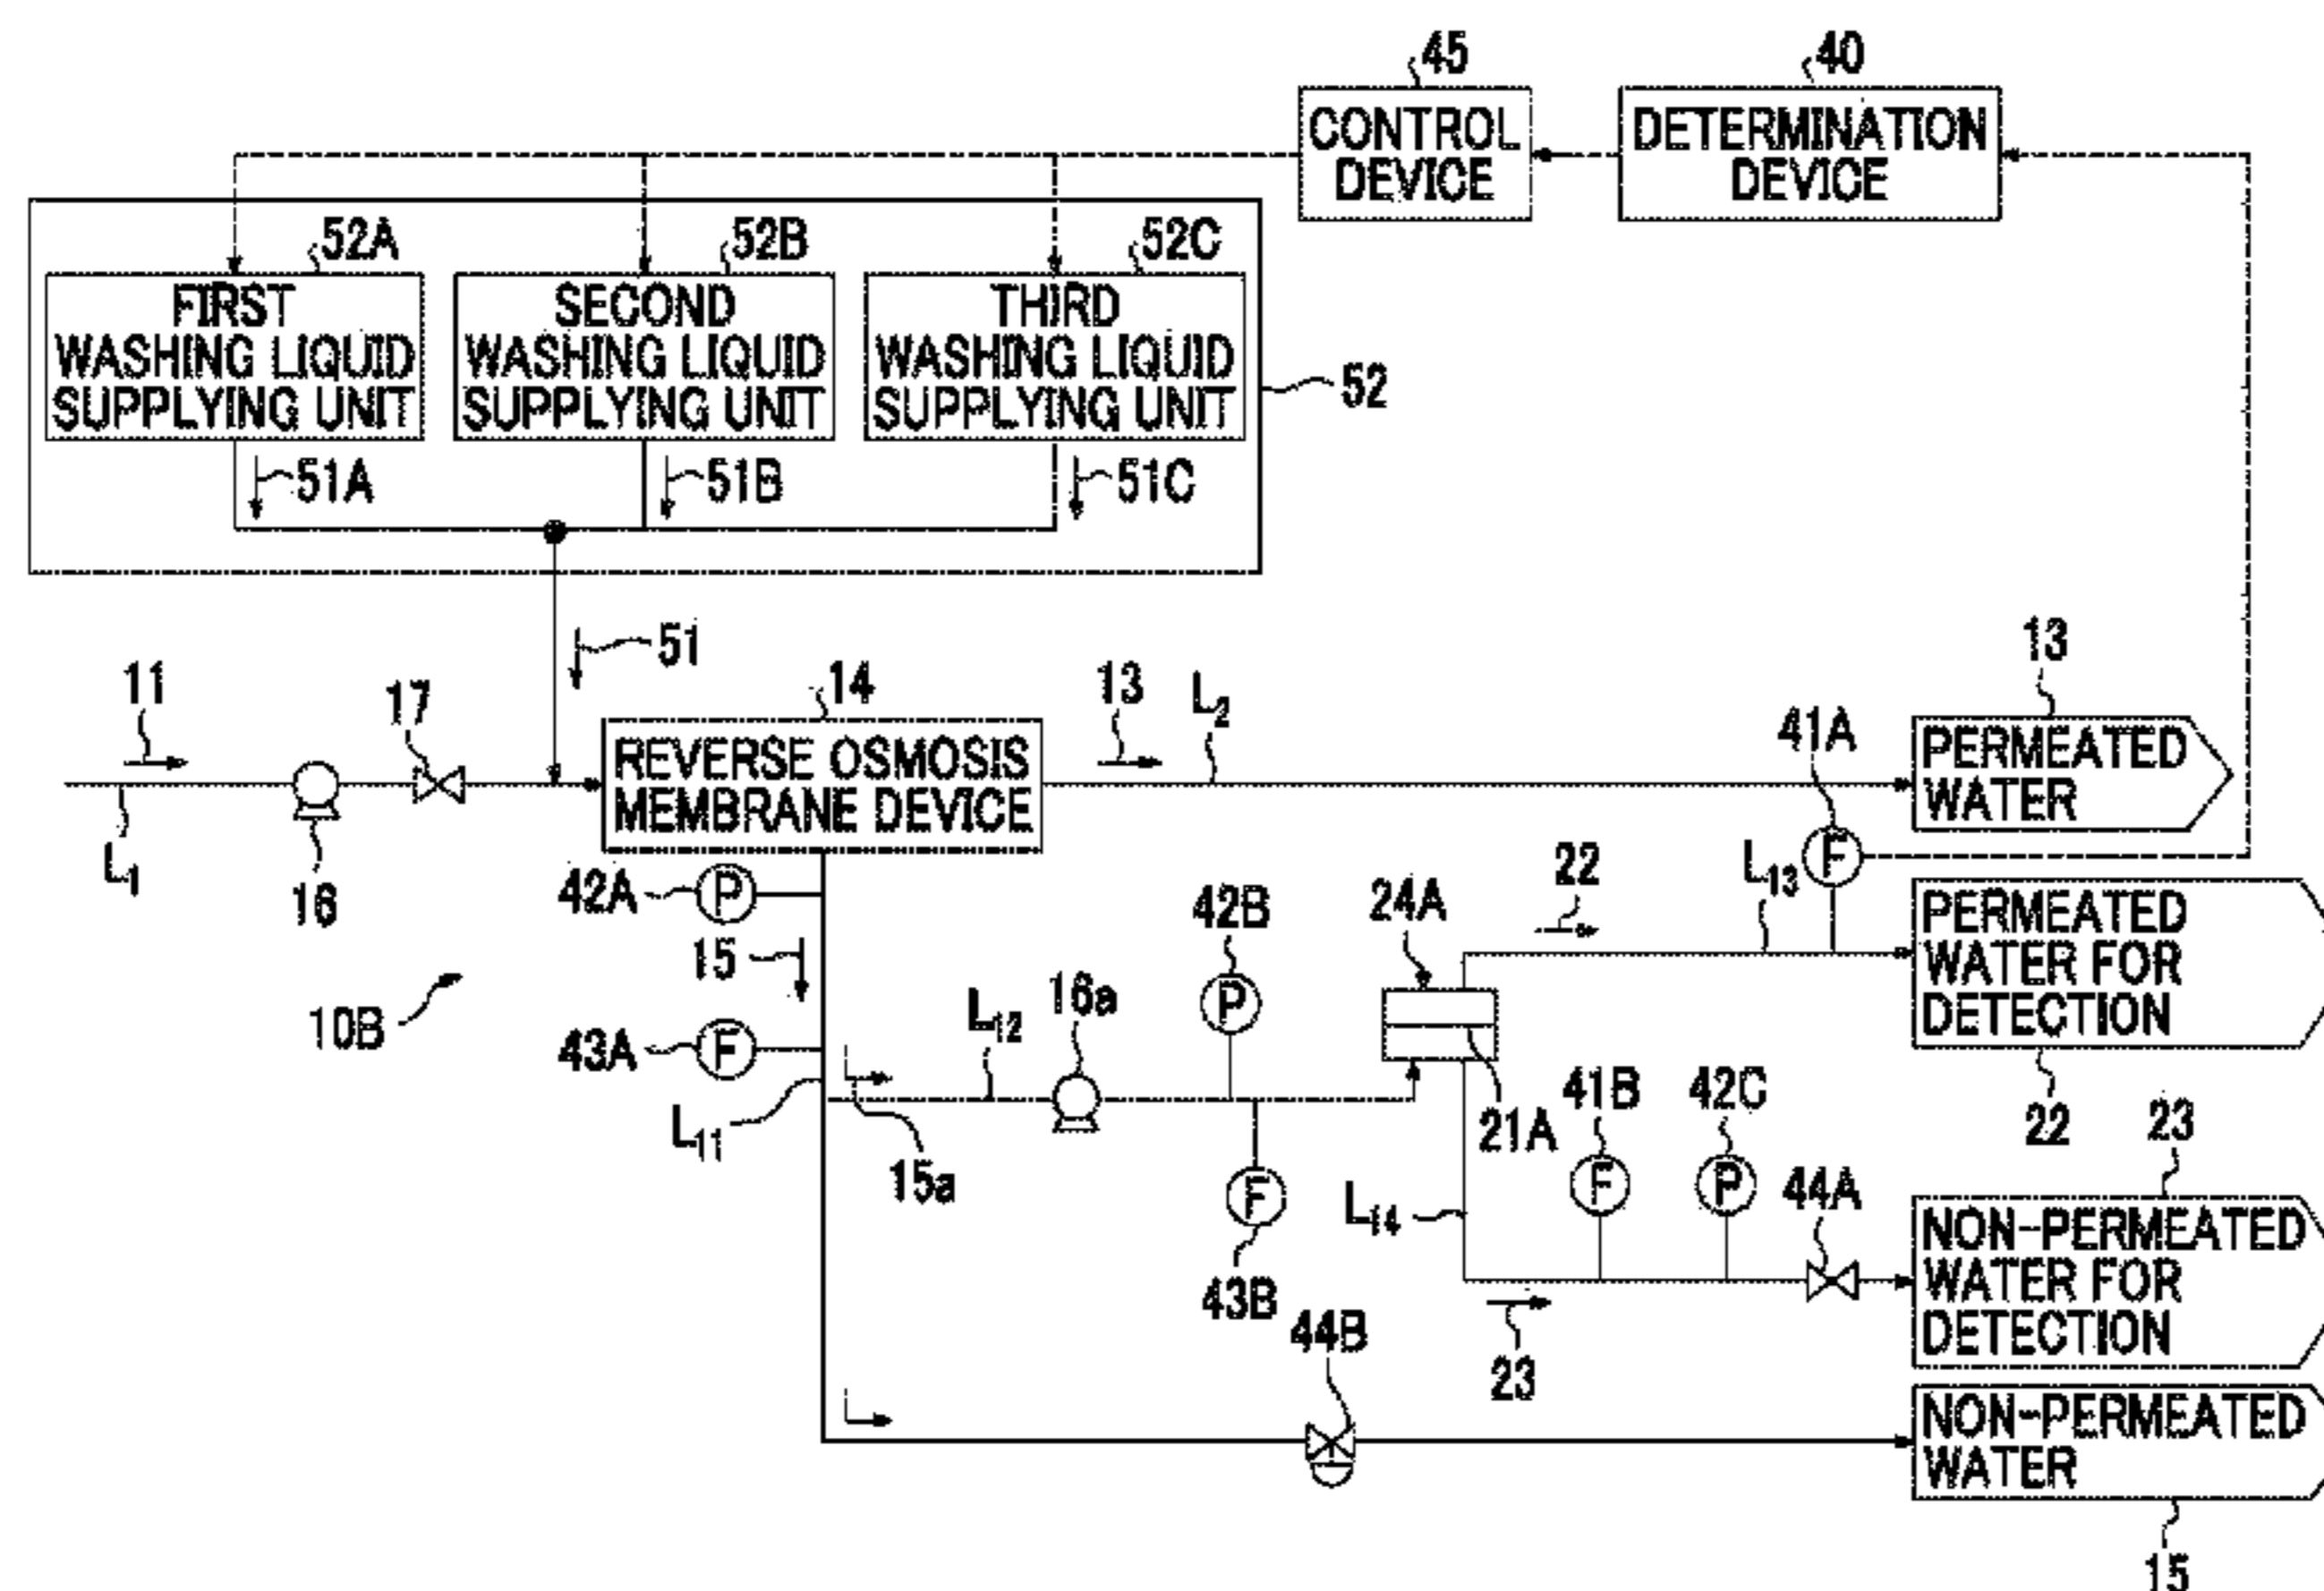 45
40
CONTROL
DEVICE
DETERMINATION
DEVICE
52A
52B
52C
FIRST
WASHING LIQUID
SUPPLYING UNIT
SECOND
WASHING LIQUID
SUPPLYING UNIT
THIRD
WASHING LIQUID
SUPPLYING UNIT
52
51A
51B
51C
51
11
17
14
13
L2
13
41A
REVERSE OSMOSIS
MEMBRANE DEVICE
PERMEATED
WATER
L1
16
42A
P
15
42B
P
24A
22
L13
F
PERMEATED
WATER FOR
DETECTION
22
10B
43A
F
L12
16a
L11
15a
F
43B
21A
41B
F
42C
P
L14
44A
23
23
NON-PERMEATED
WATER FOR
DETECTION
44B
NON-PERMEATED
WATER
15